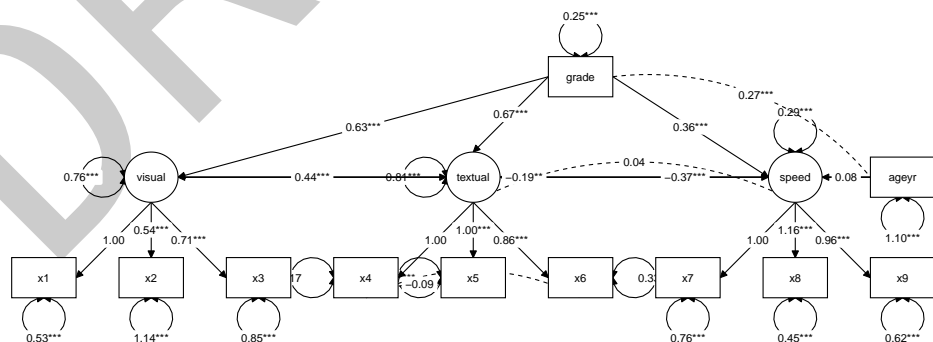 DR
0.25***
grade
0.27***
0.29***
0.67***
0.63***
0.36***
0.04
0.76***
visual
0.44***
0.81***
textual
−0.19**
−0.37***
speed
0.08
ageyr
0.54***
1.00***
1.16***
1.00
0.71***
1.00
0.86***
1.00
0.96***
1.10***
x1
x2
x3
x4
x5
x6
x7
x8
x9
−0.09
0.53***
1.14***
0.85***
0.76***
0.45***
0.62***